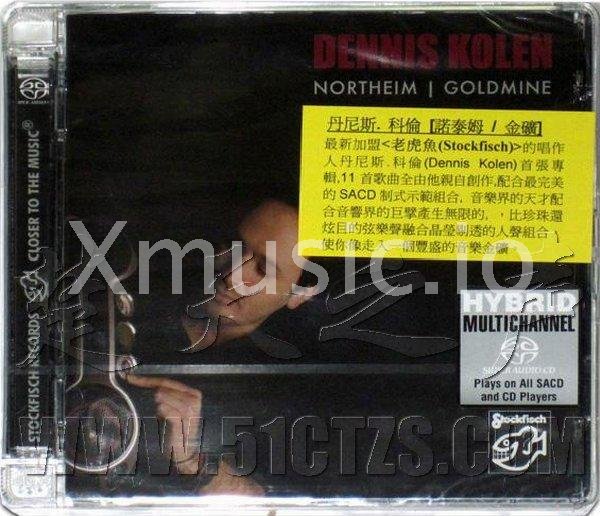 DENNIS KOLEN
NORTHEIM | GOLDMINE
丹尼斯. 科倫 [諾泰姆 / 金礦]
最新加盟<老虎魚(Stockfisch)>的唱作
人丹尼斯.科倫(Dennis Kolen)首張專
輯,11 首歌曲全由他親自創作,配合最完美
的 SACD 制式示範組合, 音樂界的天才配
合音響界的巨擎產生無限的, ,比珍珠還
炫目的弦樂聲融合晶瑩剔透的人聲組合,
使你像走入一個豐盛的音樂金礦。
Xmusic.io
HYBRID
MULTICHANNEL
SUPER AUDIO CD
Plays on All SACD
and CD Players
Stockfisch
STOCKFISCH RECORDS CLOSER TO THE MUSIC®
SUPER AUDIO CD
WWW.51CTZS.COM